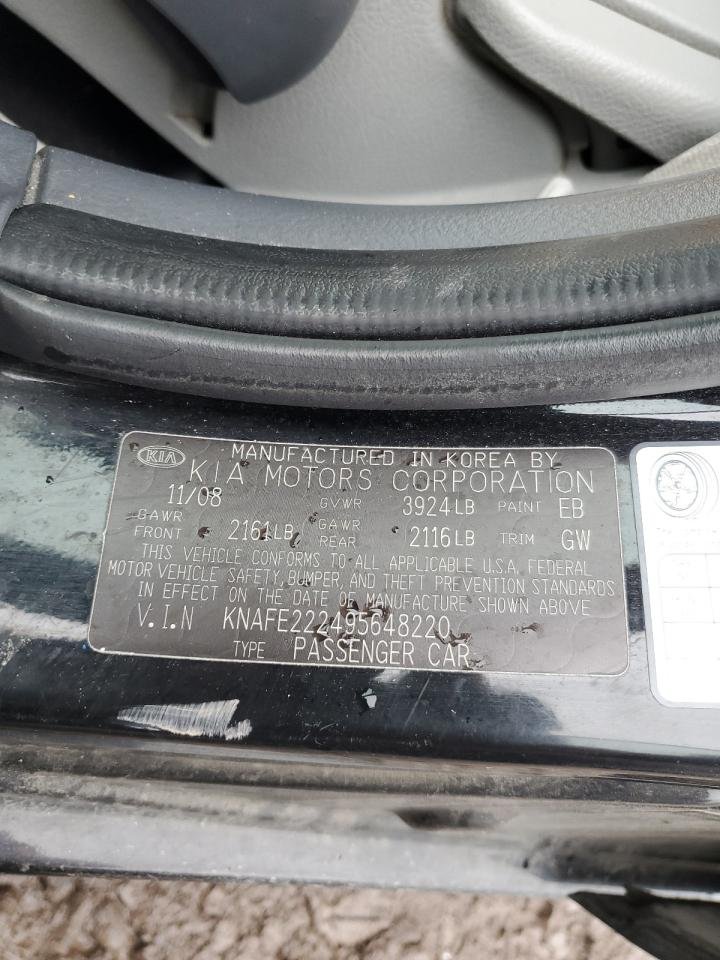 KIA
MANUFACTURED IN KOREA BY
KIA MOTORS CORPORATION
11/08 GVWR 3924LB PAINT EB
GAWR FRONT 2161LB GAWR REAR 2116LB TRIM GW
THIS VEHICLE CONFORMS TO ALL APPLICABLE U.S.A. FEDERAL
MOTOR VEHICLE SAFETY, BUMPER, AND THEFT PREVENTION STANDARDS
IN EFFECT ON THE DATE OF MANUFACTURE SHOWN ABOVE
V.I.N KNAFE222495648220
TYPE PASSENGER CAR